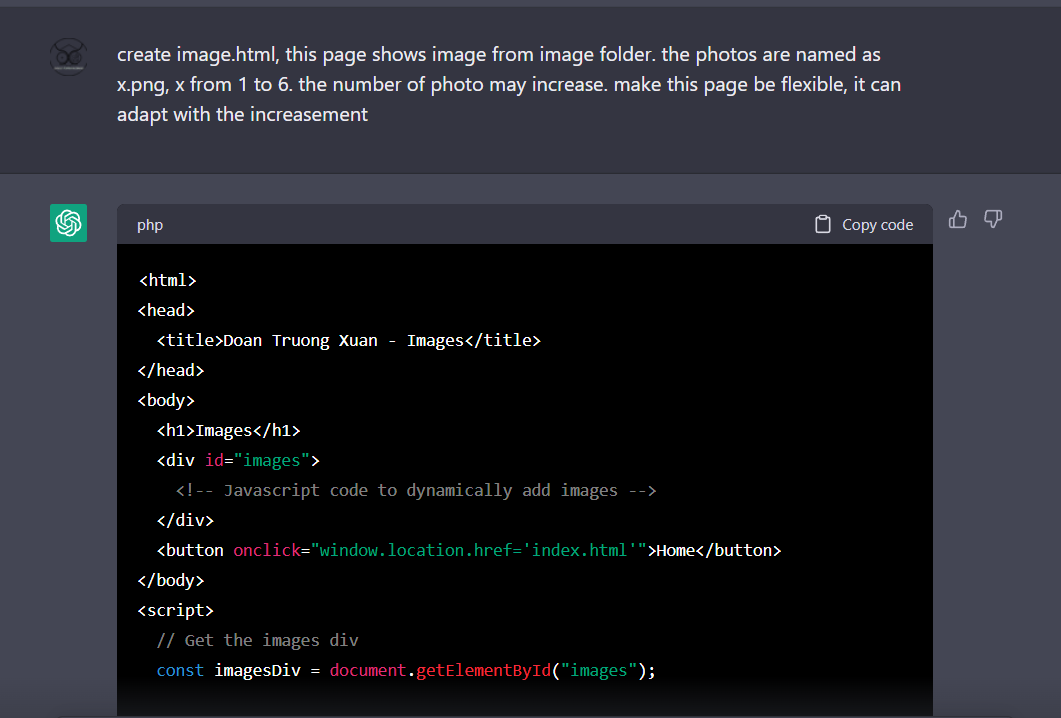 create image.html, this page shows image from image folder. the photos are named as
x.png, x from 1 to 6. the number of photo may increase. make this page be flexible, it can
adapt with the increasement
php
Copy code
<html>
<head>
  <title>Doan Truong Xuan - Images</title>
</head>
<body>
  <h1>Images</h1>
  <div id="images">
    <!-- Javascript code to dynamically add images -->
  </div>
  <button onclick="window.location.href='index.html'">Home</button>
</body>
<script>
  // Get the images div
  const imagesDiv = document.getElementById("images");